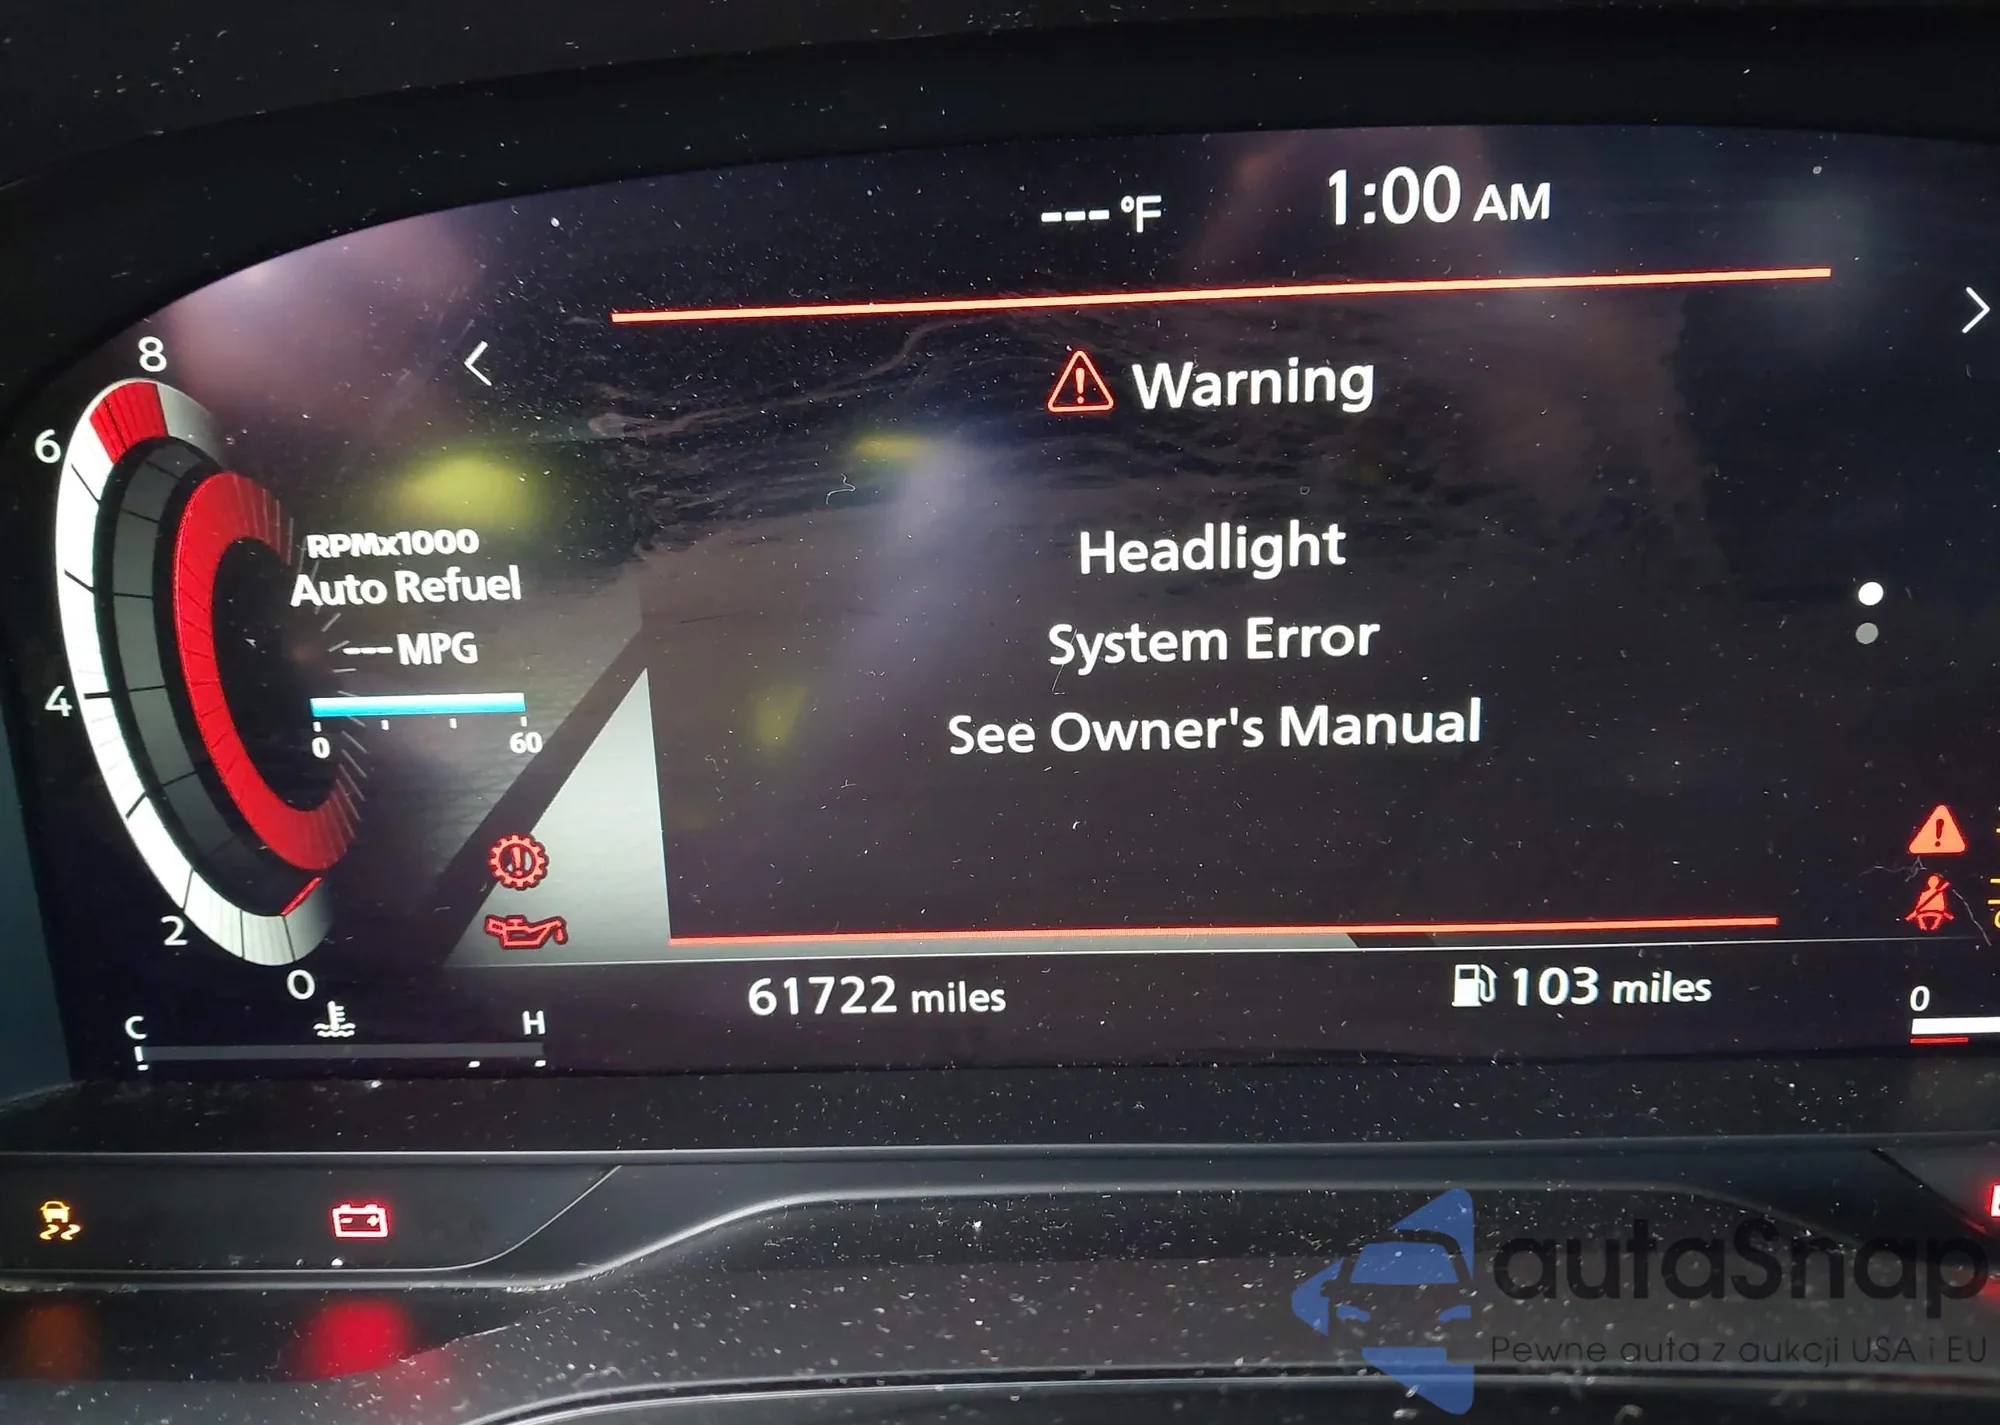 --- °F
1:00 AM
Warning
8
6
4
2
0
RPMx1000
Auto Refuel
--- MPG
0
60
Headlight
System Error
See Owner's Manual
61722 miles
103 miles
0
C
H
autaSnap
Pewne auta z aukcji USA i EU